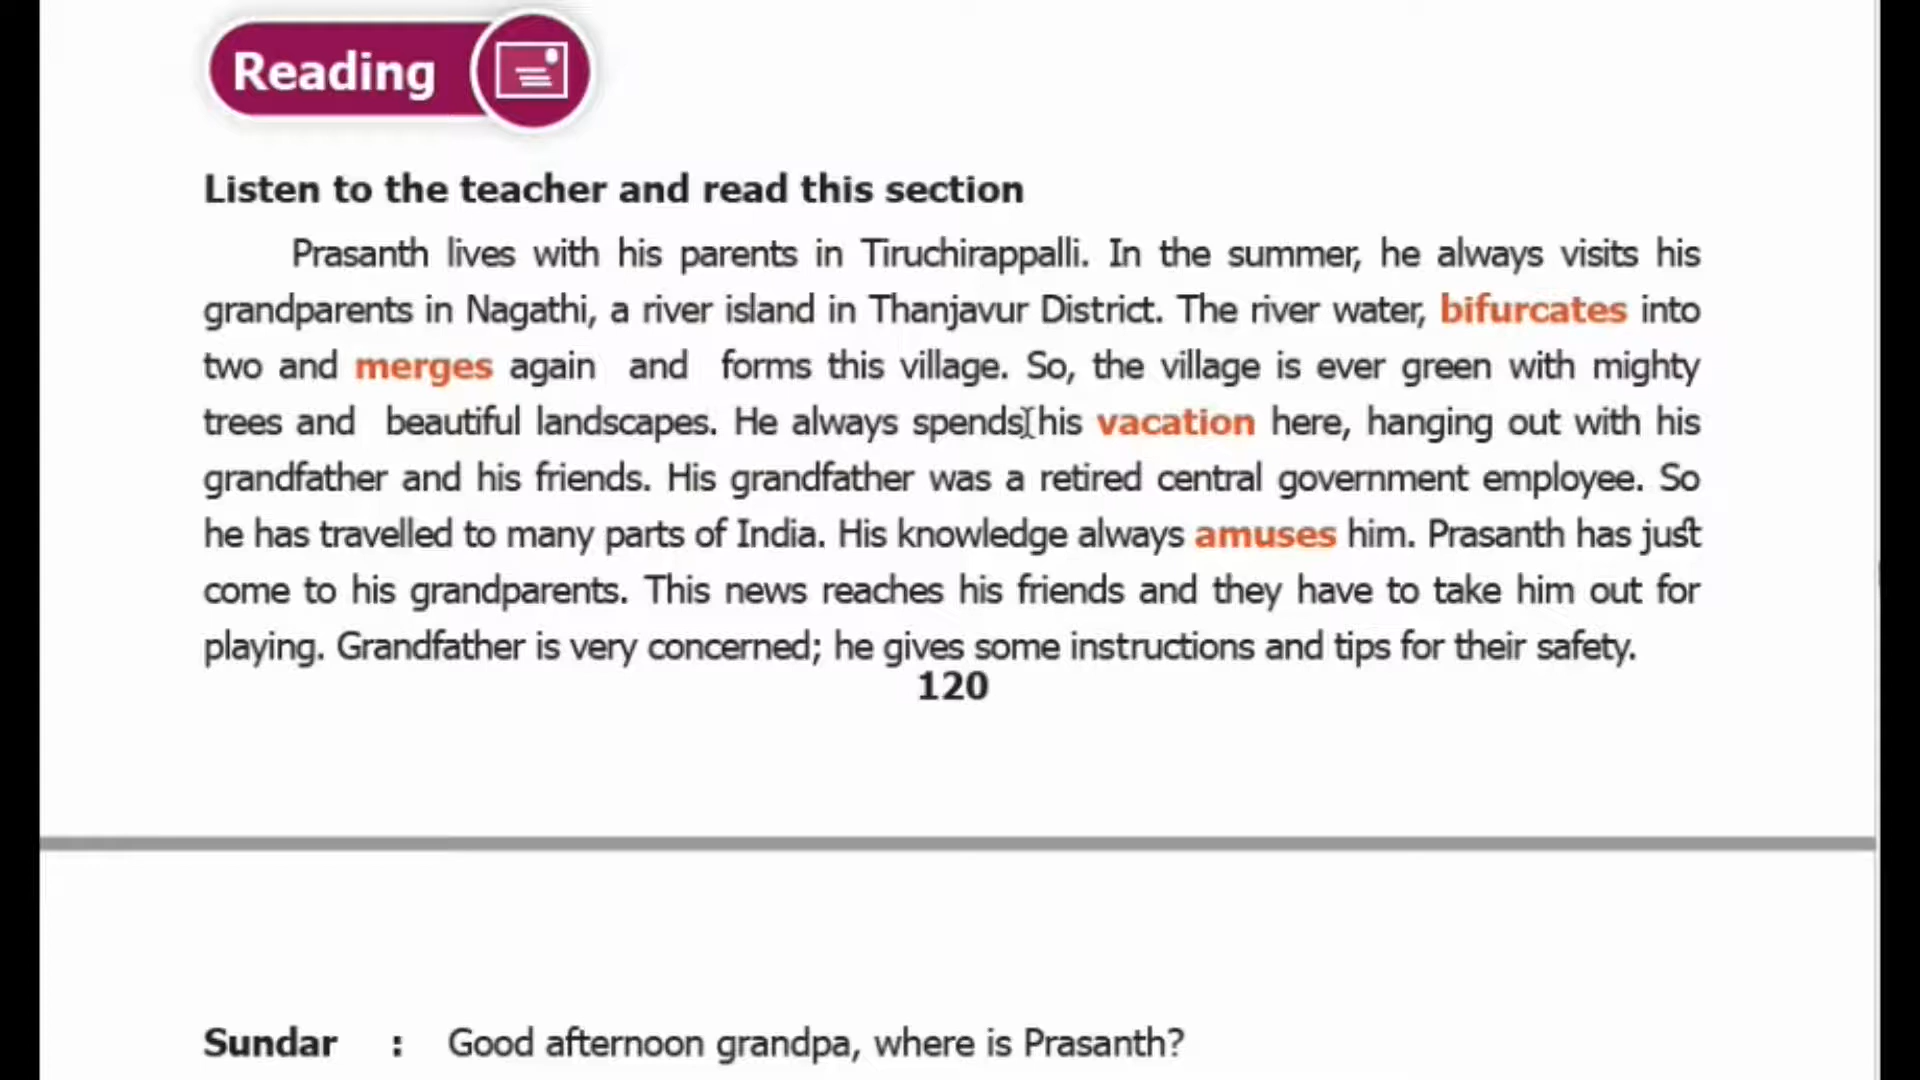 Reading
Listen to the teacher and read this section
Prasanth lives with his parents in Tiruchirappalli. In the summer, he always visits his
grandparents in Nagathi, a river island in Thanjavur District. The river water, bifurcates into
two and merges again and forms this village. So, the village is ever green with mighty
trees and beautiful landscapes. He always spends his vacation here, hanging out with his
grandfather and his friends. His grandfather was a retired central government employee. So
he has travelled to many parts of India. His knowledge always amuses him. Prasanth has just
come to his grandparents. This news reaches his friends and they have to take him out for
playing. Grandfather is very concerned; he gives some instructions and tips for their safety.
120
Sundar : Good afternoon grandpa, where is Prasanth?